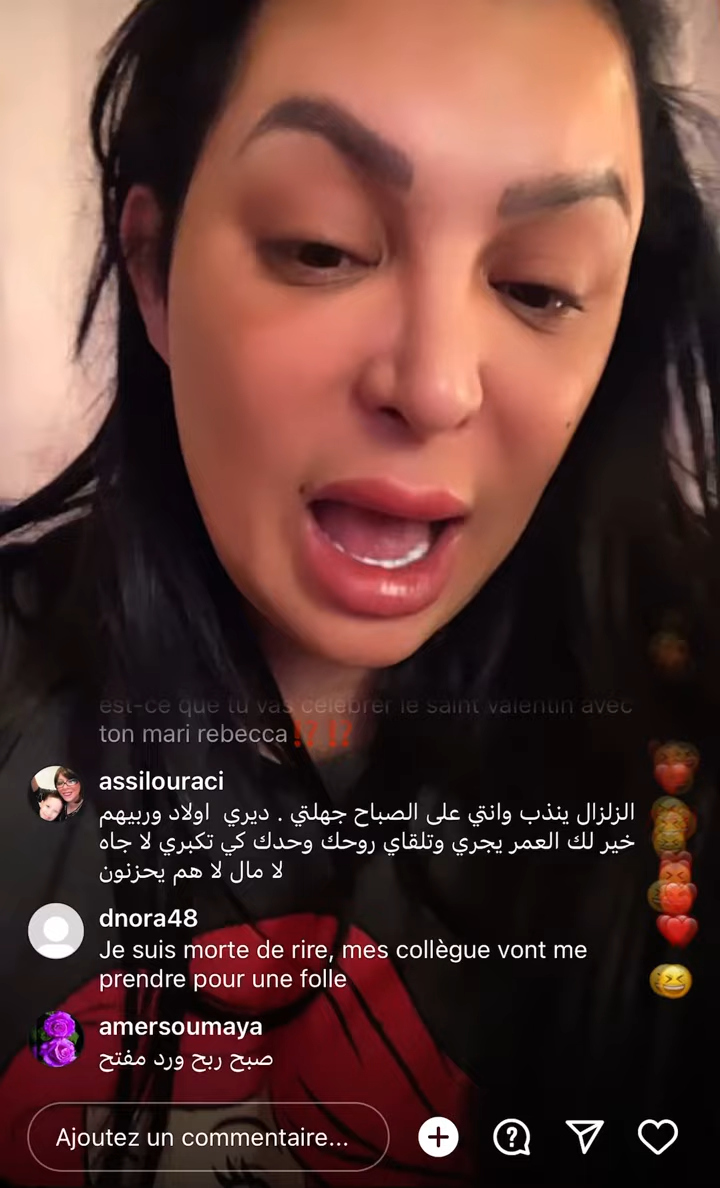 est-ce que tu vas célébrer le saint valentin avec
ton mari rebecca⁉️⁉️
assilouraci
الزلزال ينذب وانتي على الصباح جهلتي . ديري اولاد وربيهم
خير لك العمر يجري وتلقاي روحك وحدك كي تكبري لا جاه
لا مال لا هم يحزنون
dnora48
Je suis morte de rire, mes collègue vont me
prendre pour une folle
amersoumaya
صبح ربح ورد مفتح
Ajoutez un commentaire...